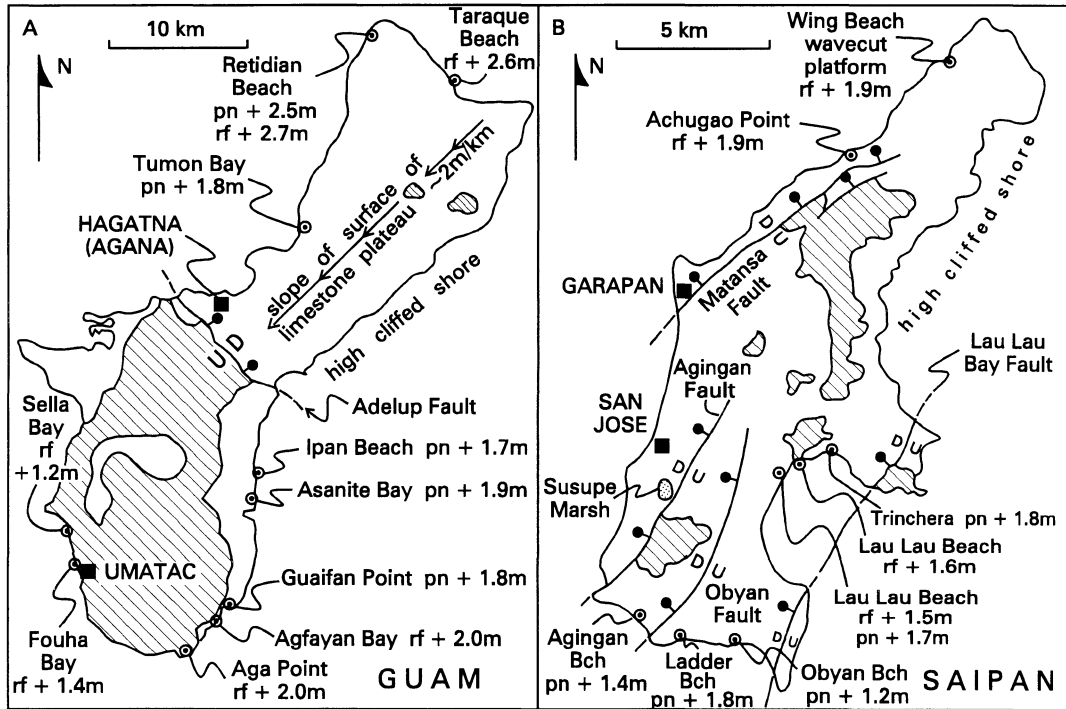 A
10 km
N
Taraque
Beach
rf + 2.6m
Retidian
Beach
pn + 2.5m
rf + 2.7m
Tumon Bay
pn + 1.8m
HAGATNA
(AGANA)
slope of surface of
limestone plateau
~2m/km
high cliffed shore
U D
Adelup Fault
Sella
Bay
rf
+1.2m
Ipan Beach pn + 1.7m
Asanite Bay pn + 1.9m
UMATAC
Guaifan Point pn + 1.8m
Fouha
Bay
rf + 1.4m
Agfayan Bay rf + 2.0m
Aga Point
rf + 2.0m
GUAM
B
5 km
N
Wing Beach
wavecut
platform
rf + 1.9m
Achugao Point
rf + 1.9m
D U
GARAPAN
Matansa
Fault
high cliffed shore
Lau Lau
Bay Fault
Agingan
Fault
SAN
JOSE
D U
D U
Susupe
Marsh
Trinchera pn + 1.8m
Lau Lau Beach
rf + 1.6m
D U
Obyan
Fault
Lau Lau Beach
rf + 1.5m
pn + 1.7m
D U
Agingan
Bch
pn + 1.4m
Ladder
Bch
pn + 1.8m
Obyan Bch
pn + 1.2m
SAIPAN